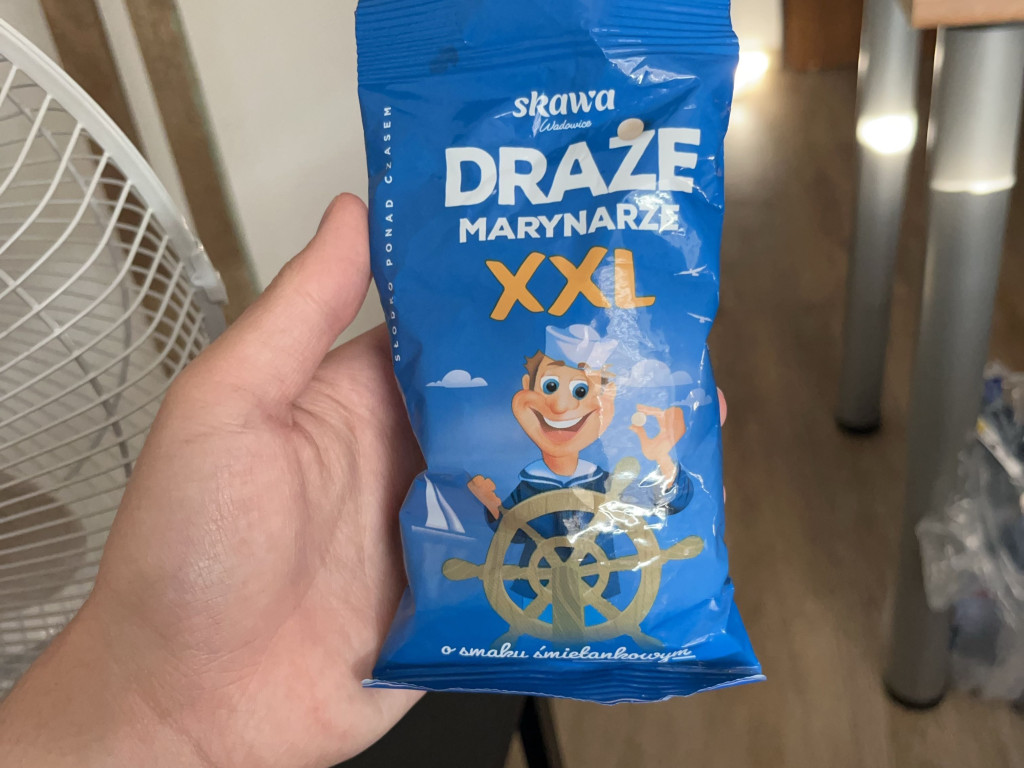 skawa
Wadowice
DRAŻE
MARYNARZE
XXL
SŁODKO PONAD CZASEM
o smaku śmietankowym